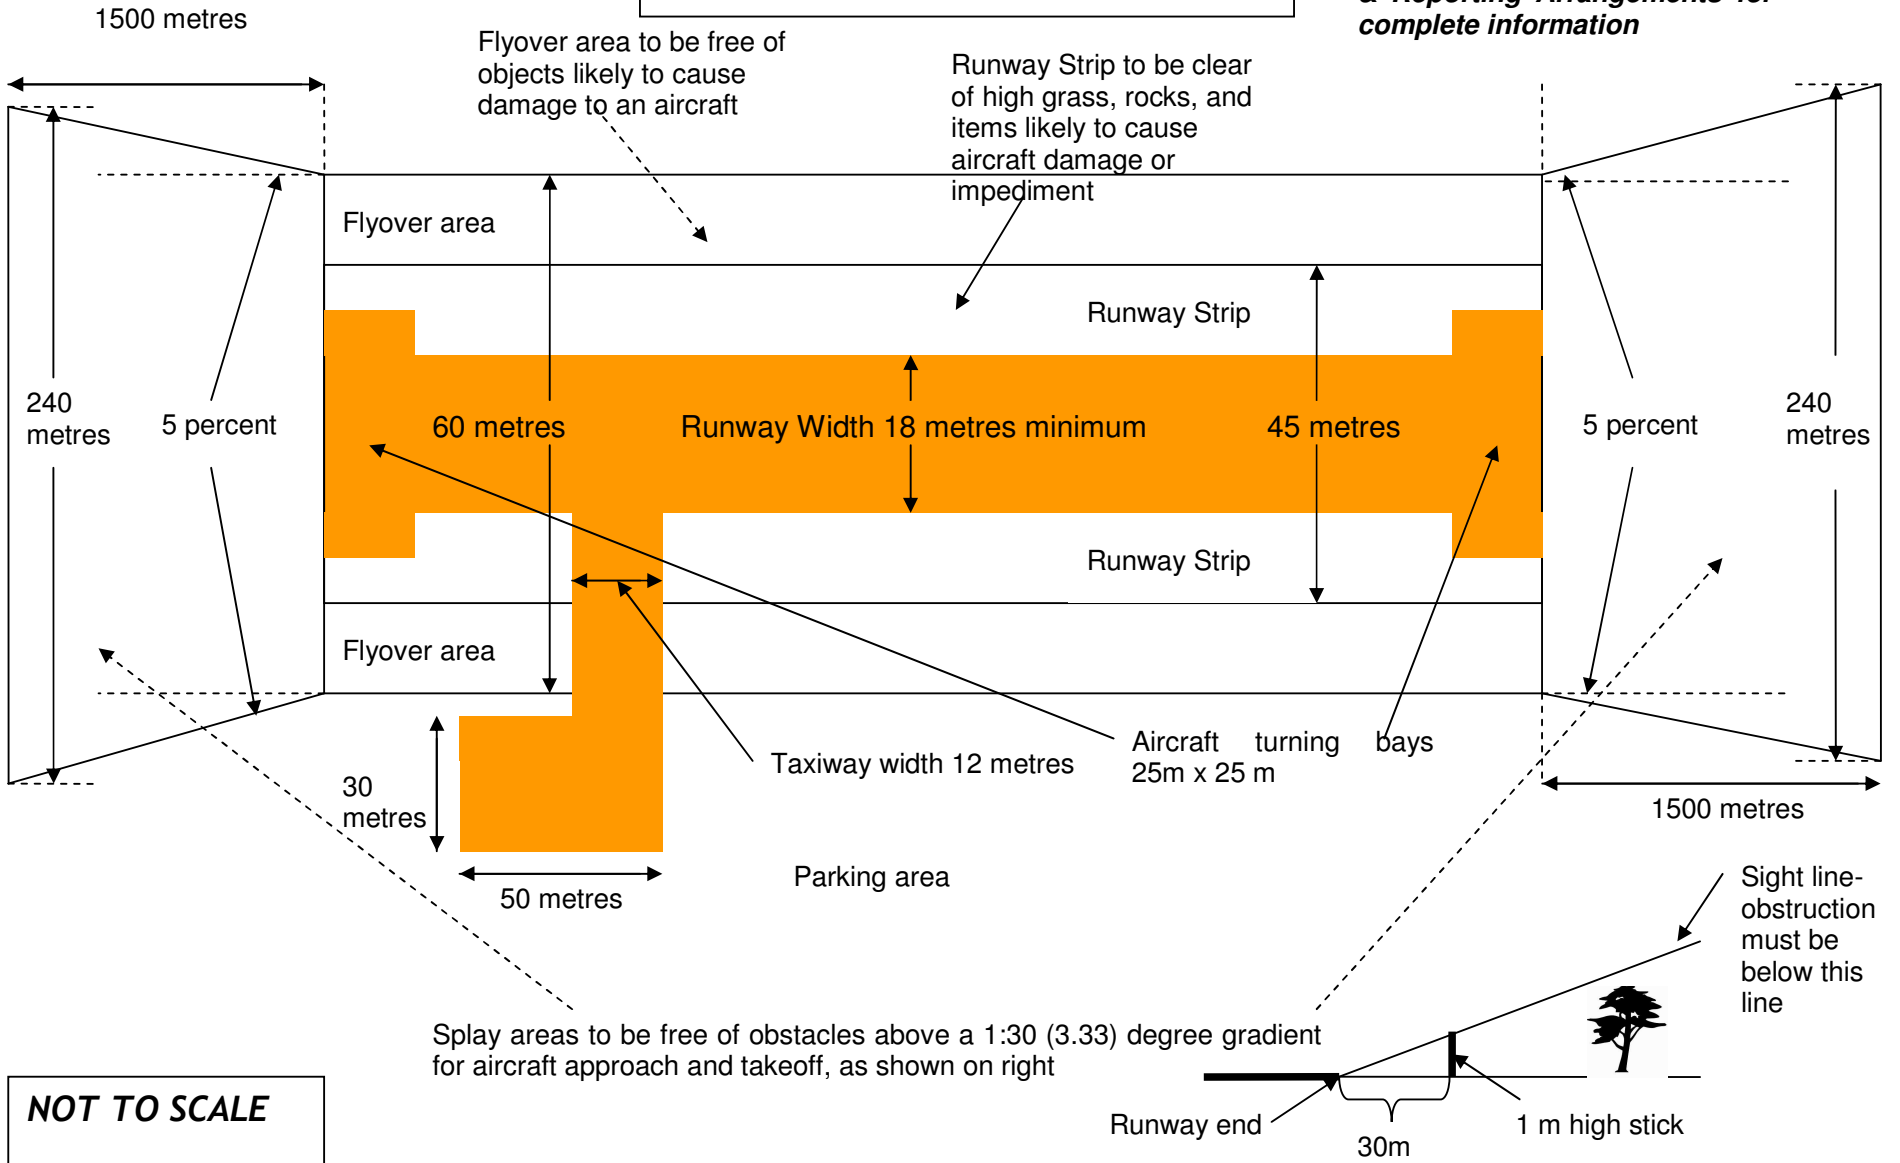 1500 metres
& Reporting Arrangements for
complete information
Flyover area to be free of
objects likely to cause
damage to an aircraft
Runway Strip to be clear
of high grass, rocks, and
items likely to cause
aircraft damage or
impediment
Flyover area
Runway Strip
240
metres
5 percent
60 metres
Runway Width 18 metres minimum
45 metres
5 percent
240
metres
Runway Strip
Flyover area
Taxiway width 12 metres
Aircraft turning bays
25m x 25 m
30
metres
1500 metres
50 metres
Parking area
Sight line-
obstruction
must be
below this
line
Splay areas to be free of obstacles above a 1:30 (3.33) degree gradient
for aircraft approach and takeoff, as shown on right
NOT TO SCALE
Runway end
30m
1 m high stick